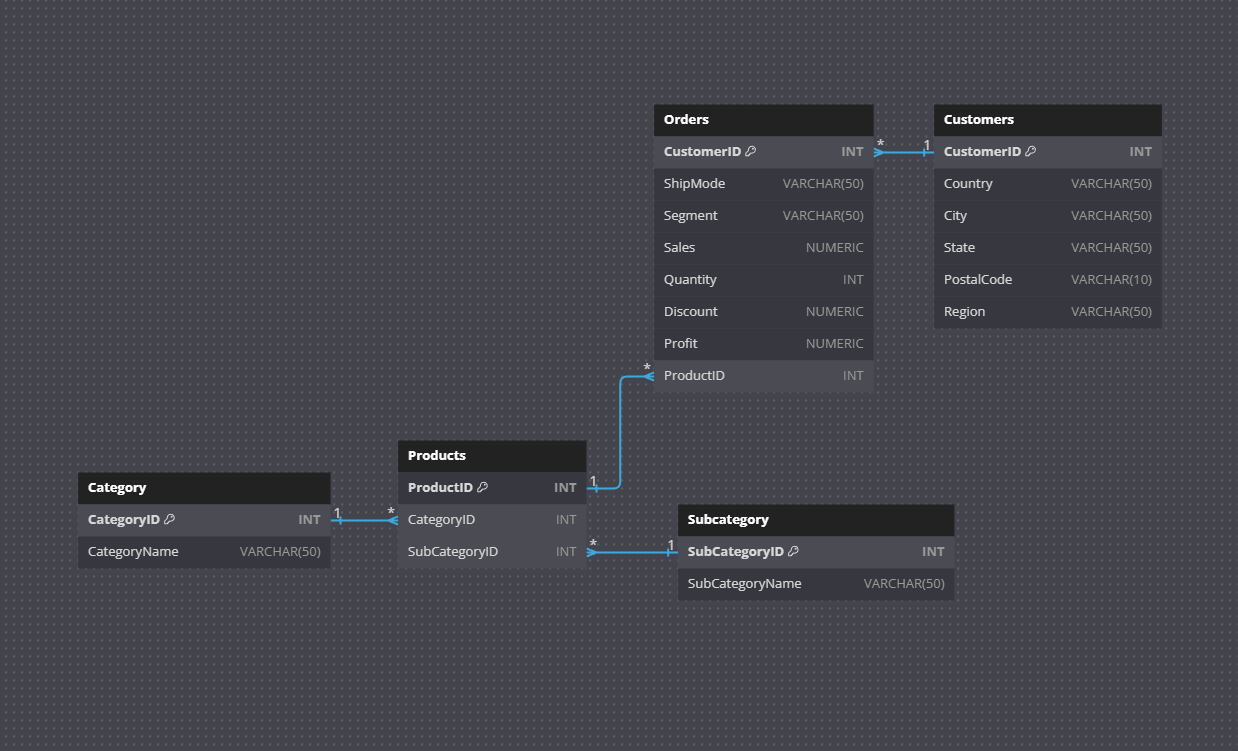 Orders
CustomerID INT
ShipMode VARCHAR(50)
Segment VARCHAR(50)
Sales NUMERIC
Quantity INT
Discount NUMERIC
Profit NUMERIC
ProductID INT
* 1
Customers
CustomerID INT
Country VARCHAR(50)
City VARCHAR(50)
State VARCHAR(50)
PostalCode VARCHAR(10)
Region VARCHAR(50)
*
Products
ProductID INT
CategoryID INT
SubCategoryID INT
1
Category
CategoryID INT
CategoryName VARCHAR(50)
1 *
* 1
Subcategory
SubCategoryID INT
SubCategoryName VARCHAR(50)